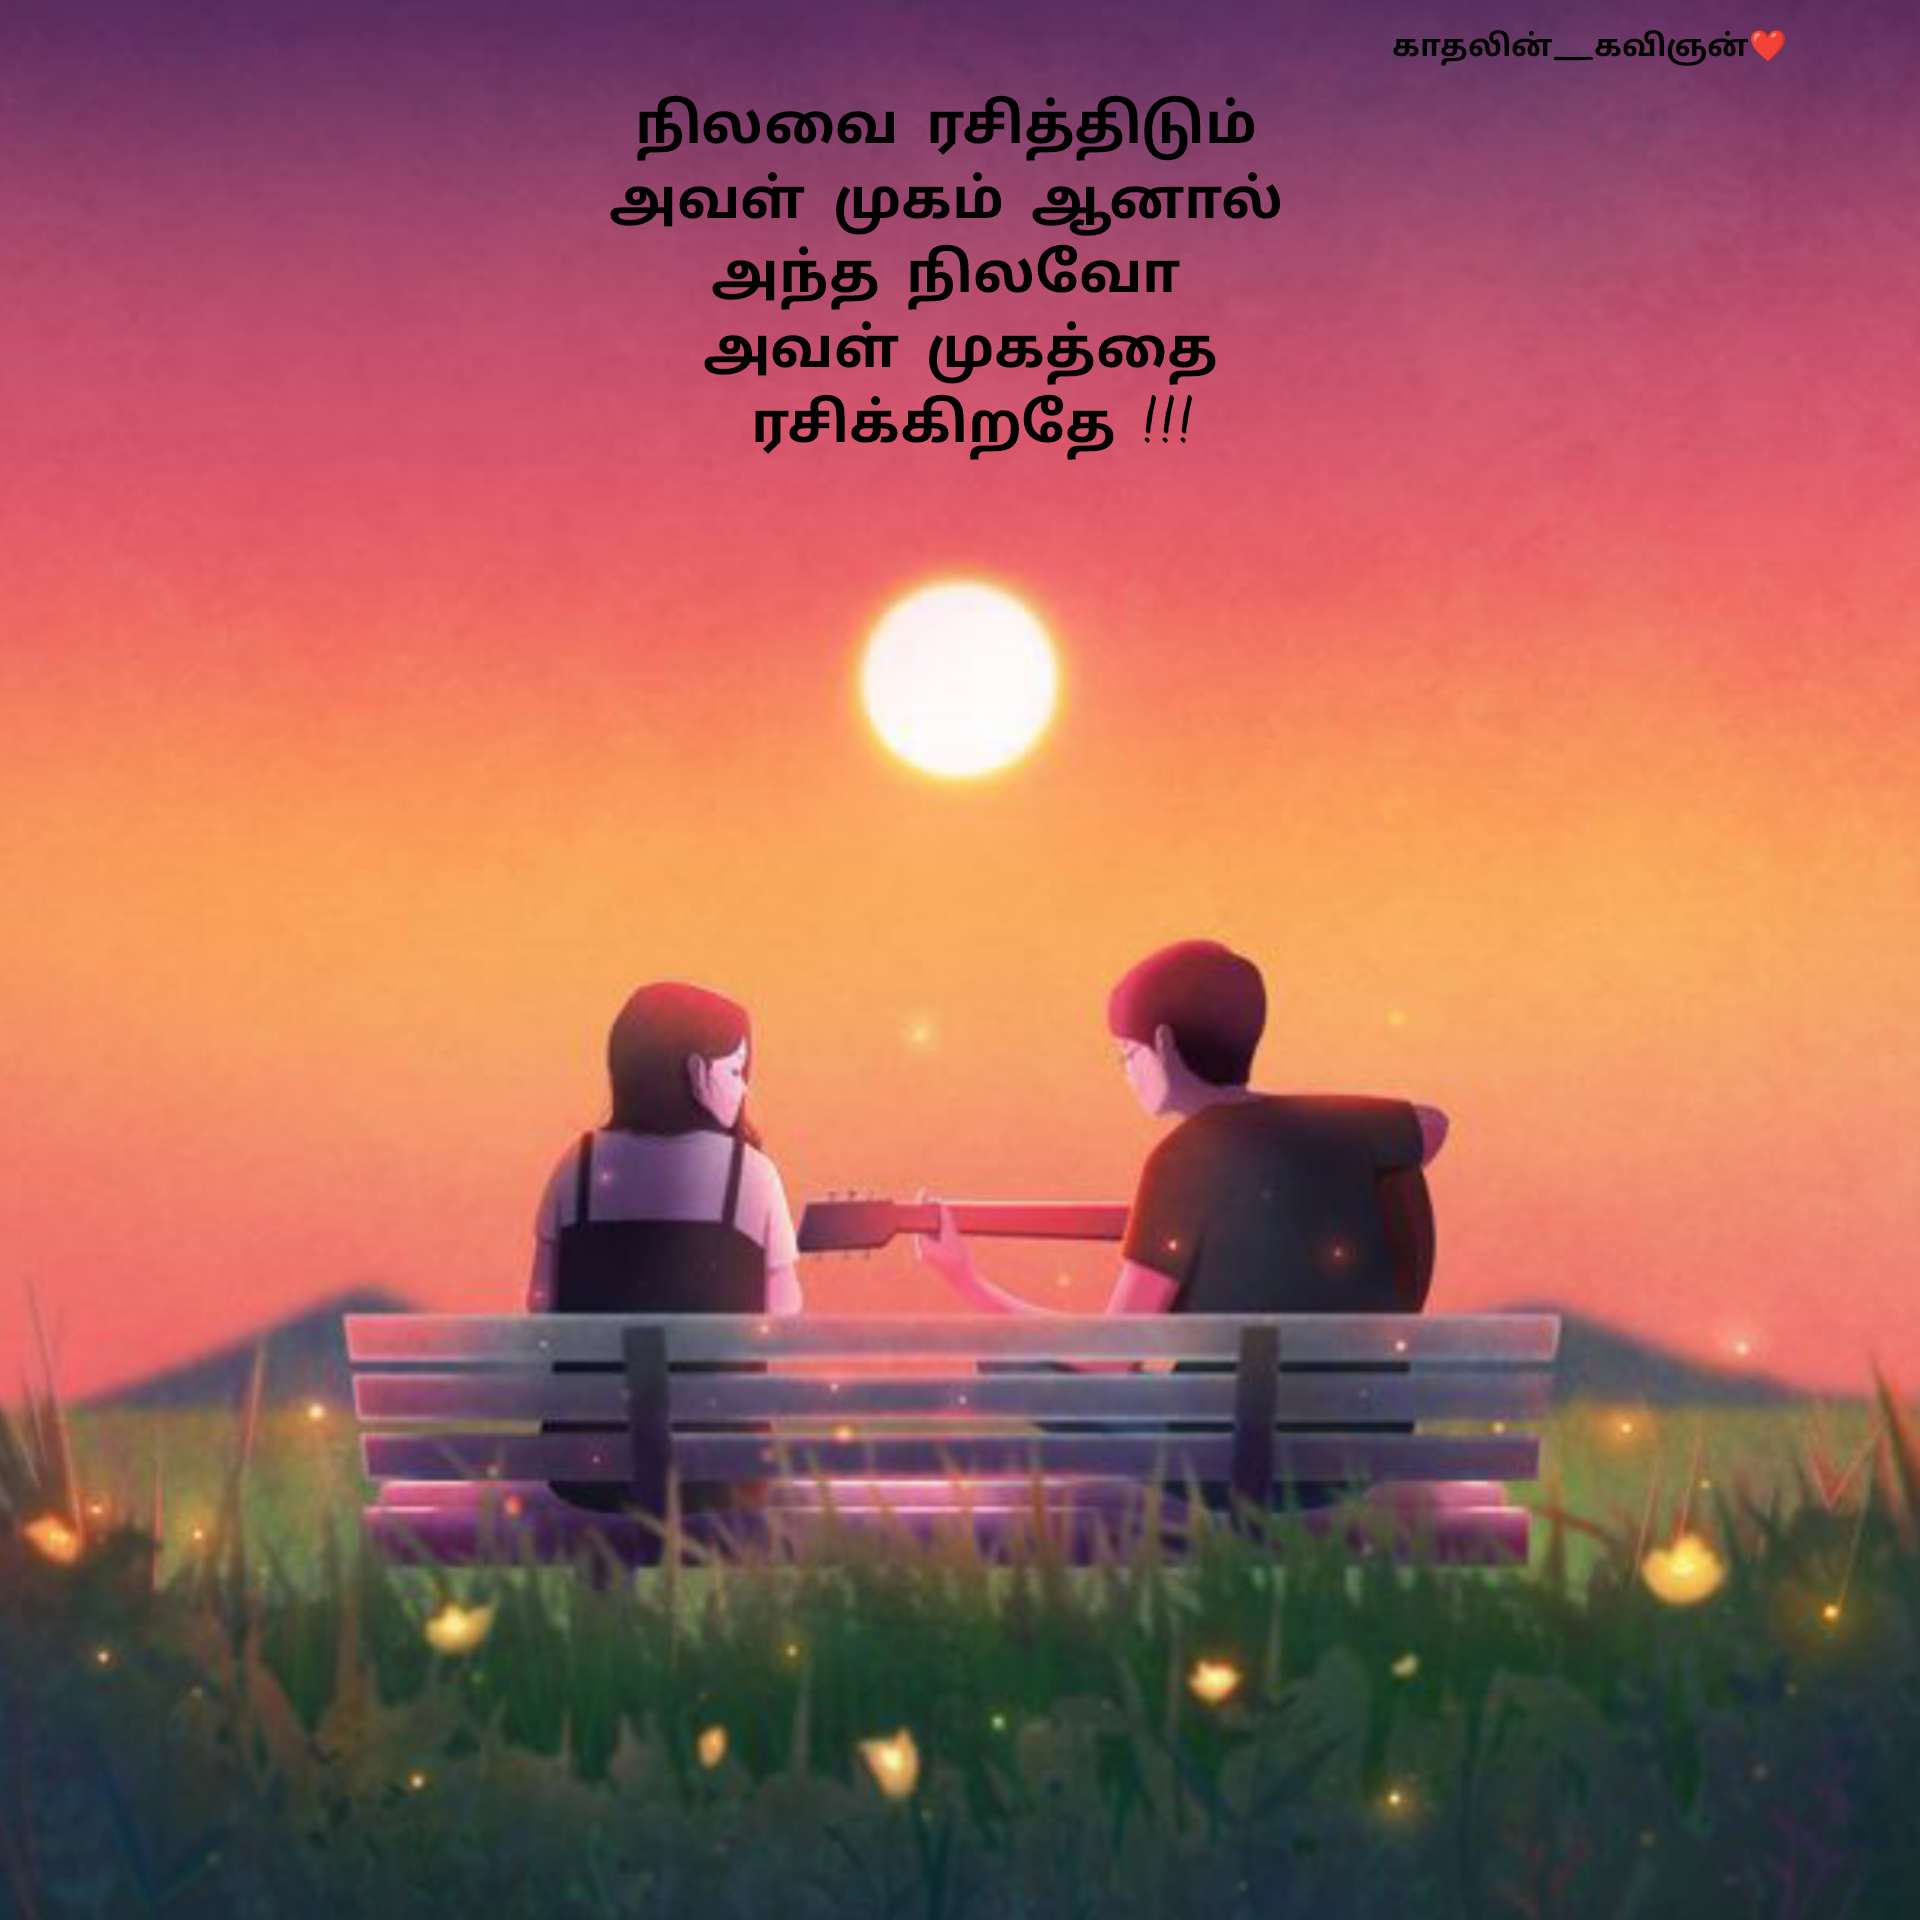 காதலின்__கவிஞன்❤️
நிலவை ரசித்திடும்
அவள் முகம் ஆனால்
அந்த நிலவோ
அவள் முகத்தை
ரசிக்கிறதே !!!